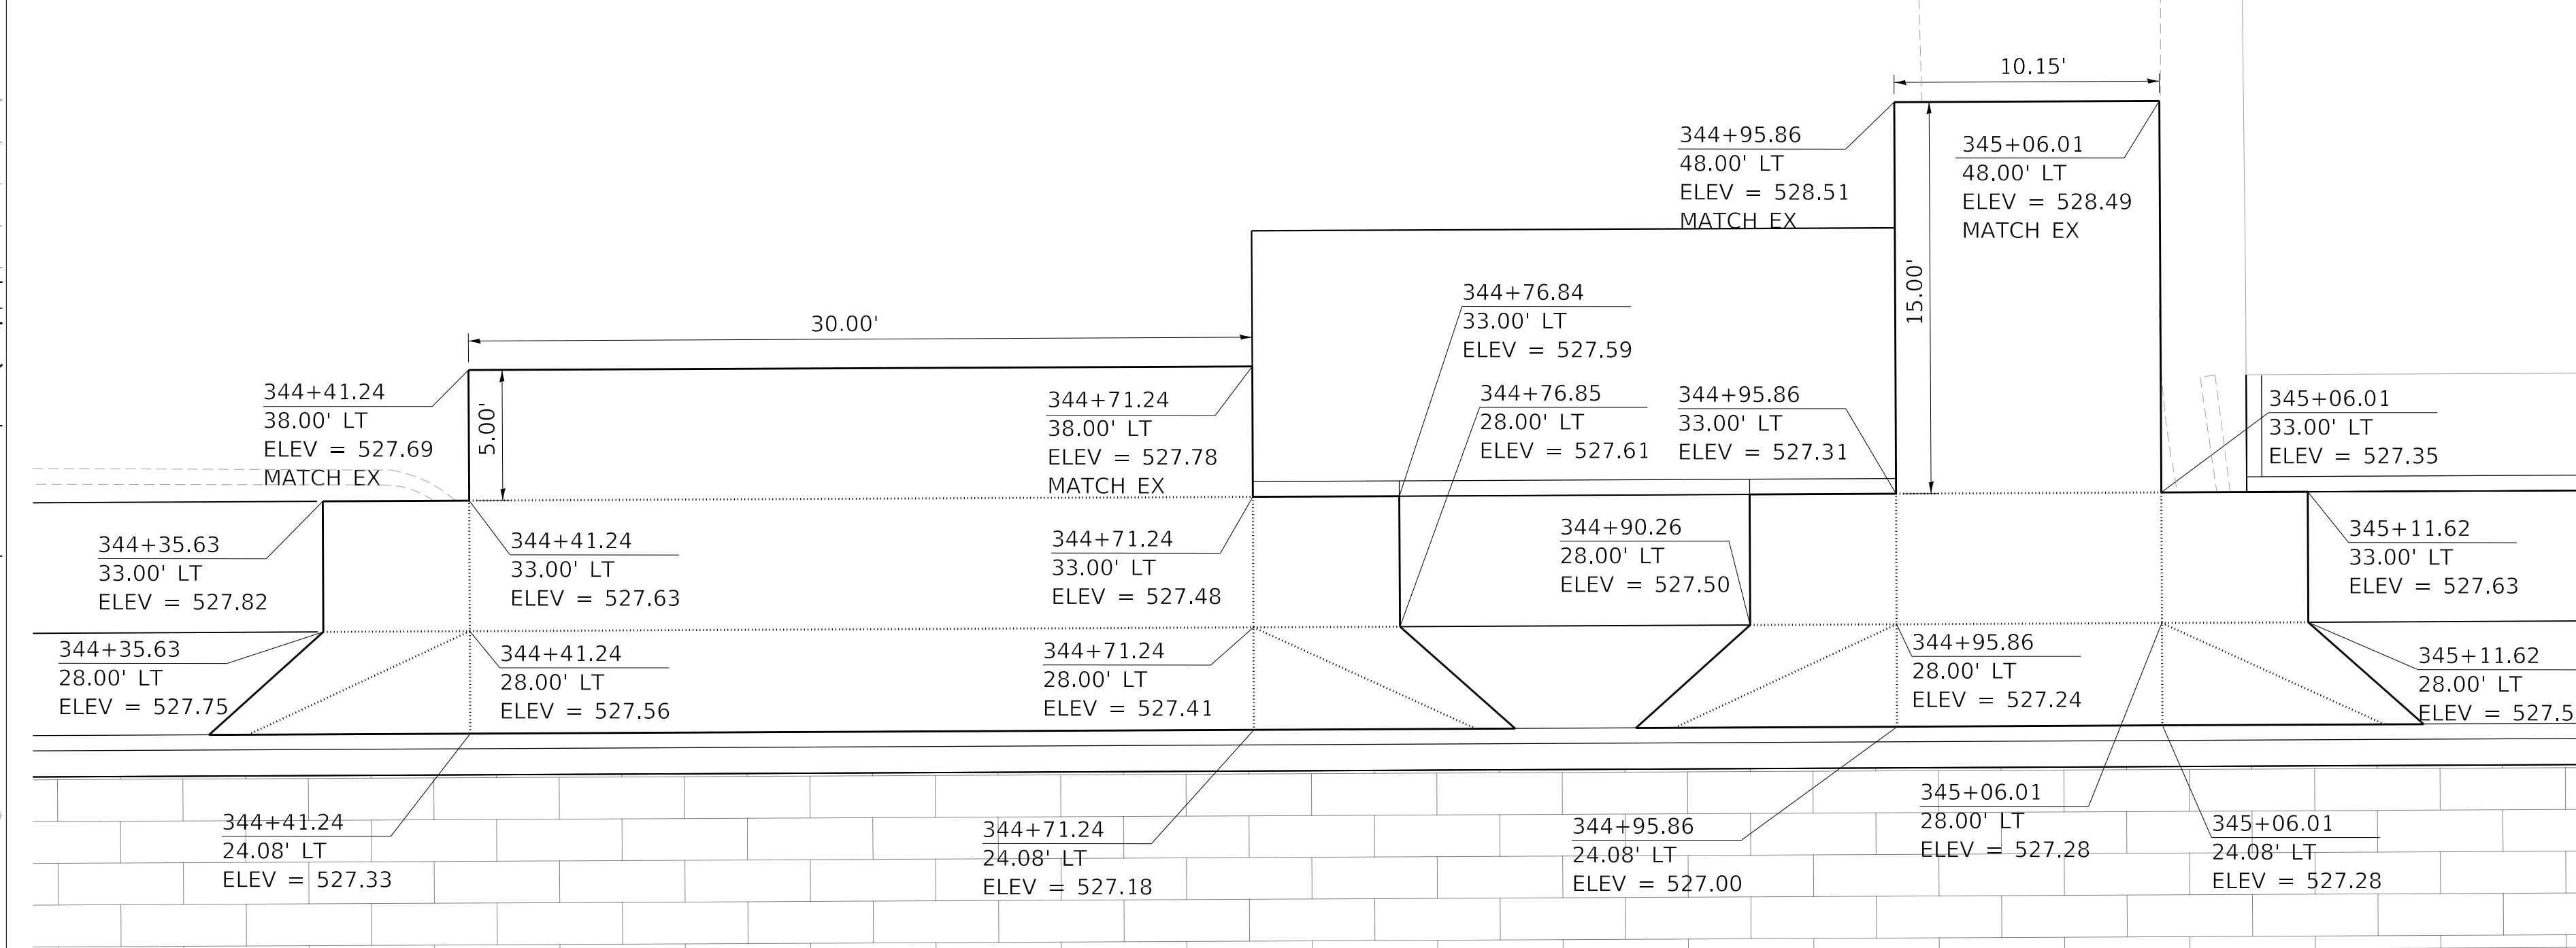 10.15'
344+95.86
48.00' LT
ELEV = 528.51
MATCH EX
345+06.01
48.00' LT
ELEV = 528.49
MATCH EX
15.00'
30.00'
344+76.84
33.00' LT
ELEV = 527.59
344+41.24
38.00' LT
ELEV = 527.69
MATCH EX
5.00'
344+71.24
38.00' LT
ELEV = 527.78
MATCH EX
344+76.85
28.00' LT
ELEV = 527.61
344+95.86
33.00' LT
ELEV = 527.31
345+06.01
33.00' LT
ELEV = 527.35
344+35.63
33.00' LT
ELEV = 527.82
344+41.24
33.00' LT
ELEV = 527.63
344+71.24
33.00' LT
ELEV = 527.48
344+90.26
28.00' LT
ELEV = 527.50
345+11.62
33.00' LT
ELEV = 527.63
344+35.63
28.00' LT
ELEV = 527.75
344+41.24
28.00' LT
ELEV = 527.56
344+71.24
28.00' LT
ELEV = 527.41
344+95.86
28.00' LT
ELEV = 527.24
345+11.62
28.00' LT
ELEV = 527.5
344+41.24
24.08' LT
ELEV = 527.33
344+71.24
24.08' LT
ELEV = 527.18
344+95.86
24.08' LT
ELEV = 527.00
345+06.01
28.00' LT
ELEV = 527.28
345+06.01
24.08' LT
ELEV = 527.28